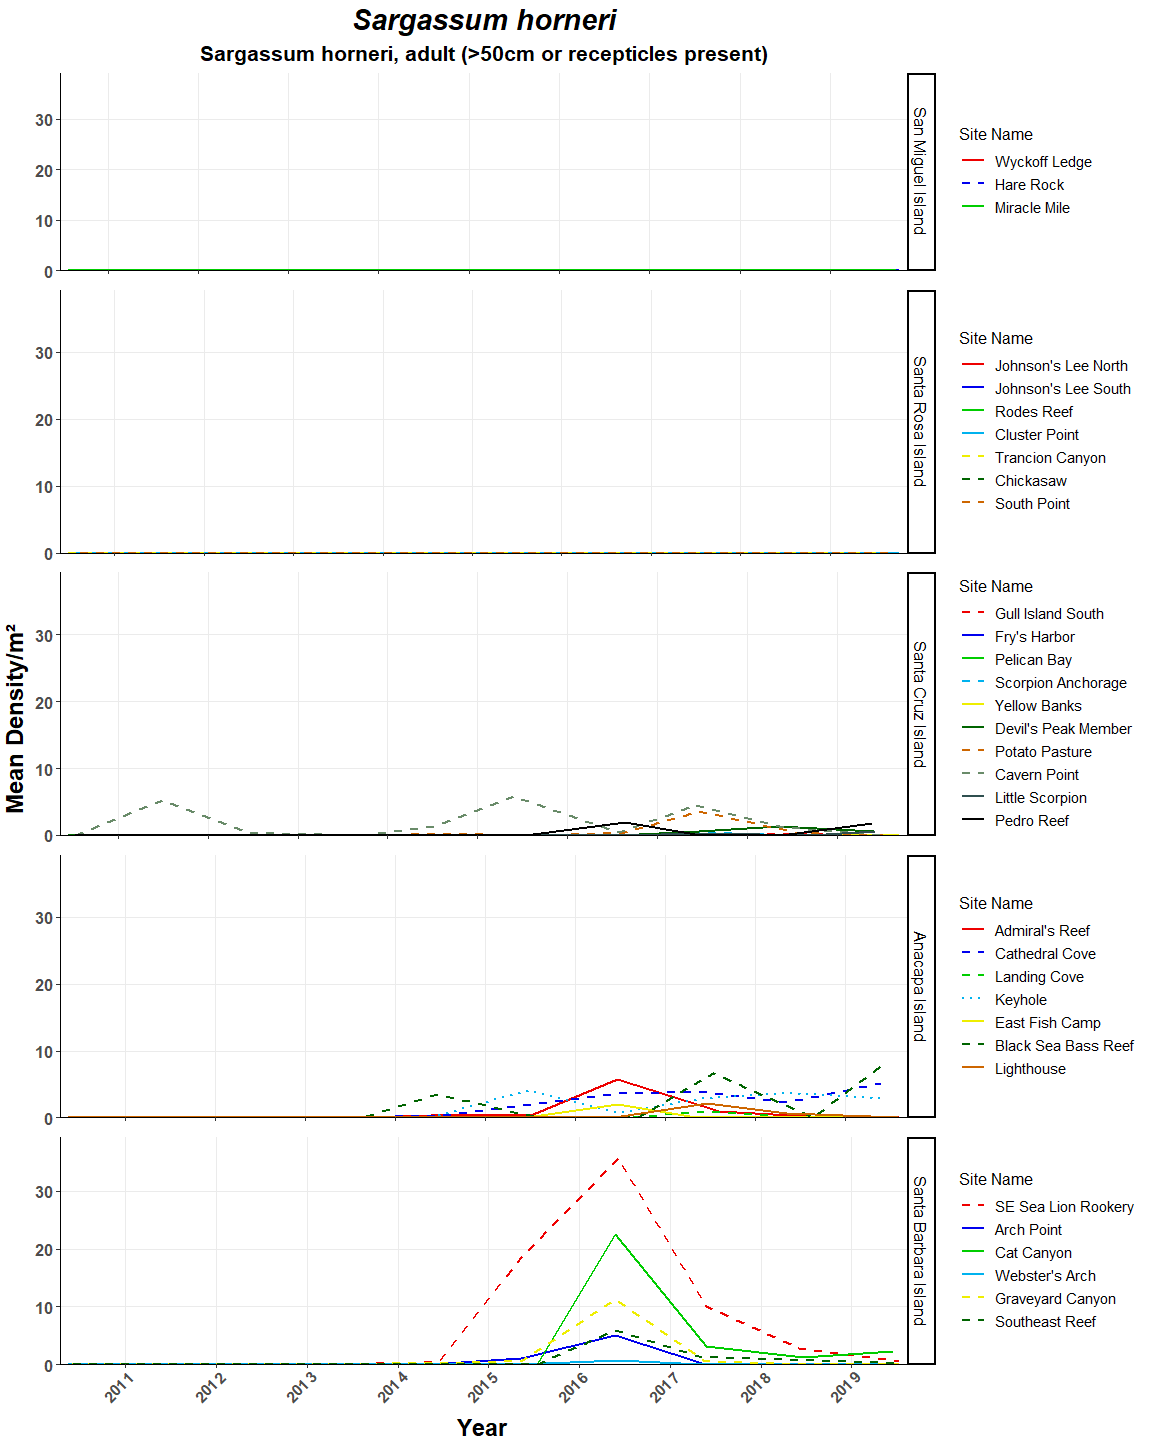 Sargassum horneri
Sargassum horneri, adult (>50cm or recepticles present)
Mean Density/m²
30
20
10
0
San Miguel Island
Site Name
Wyckoff Ledge
Hare Rock
Miracle Mile
30
20
10
0
Santa Rosa Island
Site Name
Johnson's Lee North
Johnson's Lee South
Rodes Reef
Cluster Point
Trancion Canyon
Chickasaw
South Point
30
20
10
0
Santa Cruz Island
Site Name
Gull Island South
Fry's Harbor
Pelican Bay
Scorpion Anchorage
Yellow Banks
Devil's Peak Member
Potato Pasture
Cavern Point
Little Scorpion
Pedro Reef
30
20
10
0
Anacapa Island
Site Name
Admiral's Reef
Cathedral Cove
Landing Cove
Keyhole
East Fish Camp
Black Sea Bass Reef
Lighthouse
30
20
10
0
Santa Barbara Island
Site Name
SE Sea Lion Rookery
Arch Point
Cat Canyon
Webster's Arch
Graveyard Canyon
Southeast Reef
2011 2012 2013 2014 2015 2016 2017 2018 2019
Year